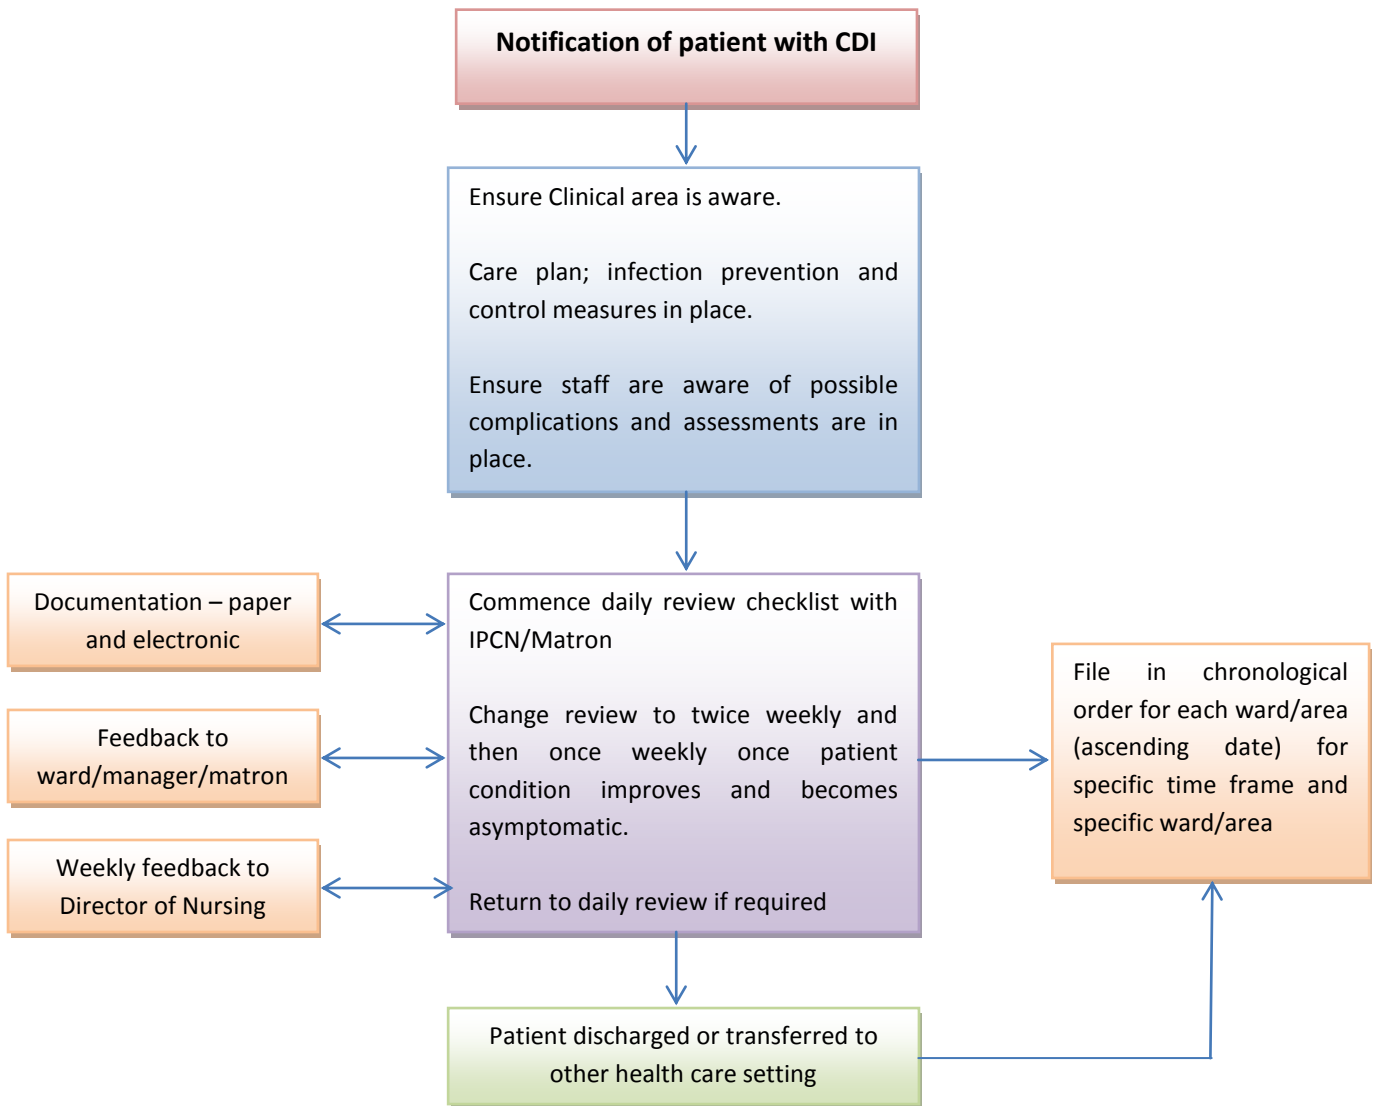 Notification of patient with CDI
Ensure Clinical area is aware.
Care plan; infection prevention and
control measures in place.
Ensure staff are aware of possible
complications and assessments are in
place.
Documentation – paper
and electronic
Feedback to
ward/manager/matron
Weekly feedback to
Director of Nursing
Commence daily review checklist with
IPCN/Matron
Change review to twice weekly and
then once weekly once patient
condition improves and becomes
asymptomatic.
Return to daily review if required
File in chronological
order for each ward/area
(ascending date) for
specific time frame and
specific ward/area
Patient discharged or transferred to
other health care setting